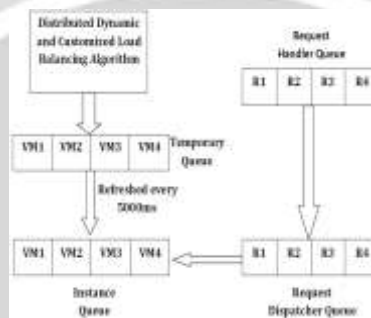 Distributed Dynamic
and Customized Load
Balancing Algorithm
Request
Handler Queue
R1 R2 R3 R4
VM1 VM2 VM3 VM4
Temporary
Queue
Refreshed every
5000ms
VM1 VM2 VM3 VM4
R1 R2 R3 R4
Instance
Queue
Request
Dispatcher Queue